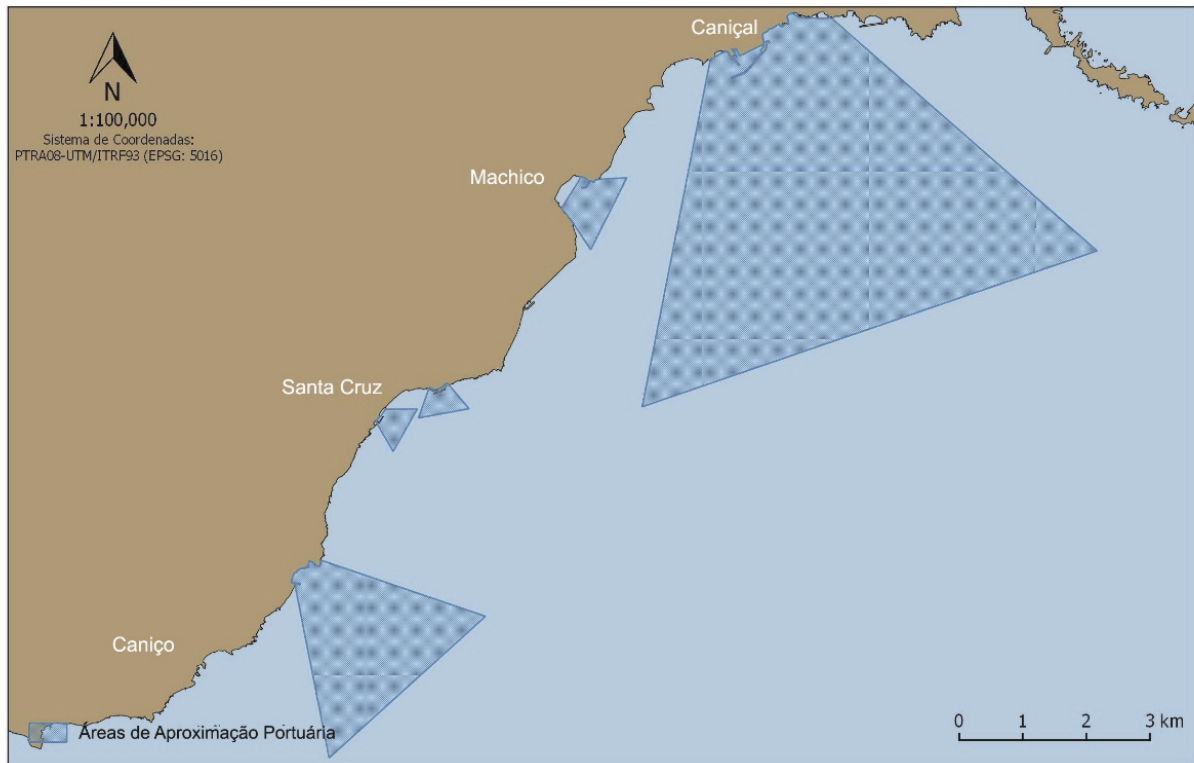 Caniçal
N
1:100,000
Sistema de Coordenadas:
PTRA08-UTM/ITRF93 (EPSG: 5016)
Machico
Santa Cruz
Caniço
Áreas de Aproximação Portuária
0 1 2 3 km